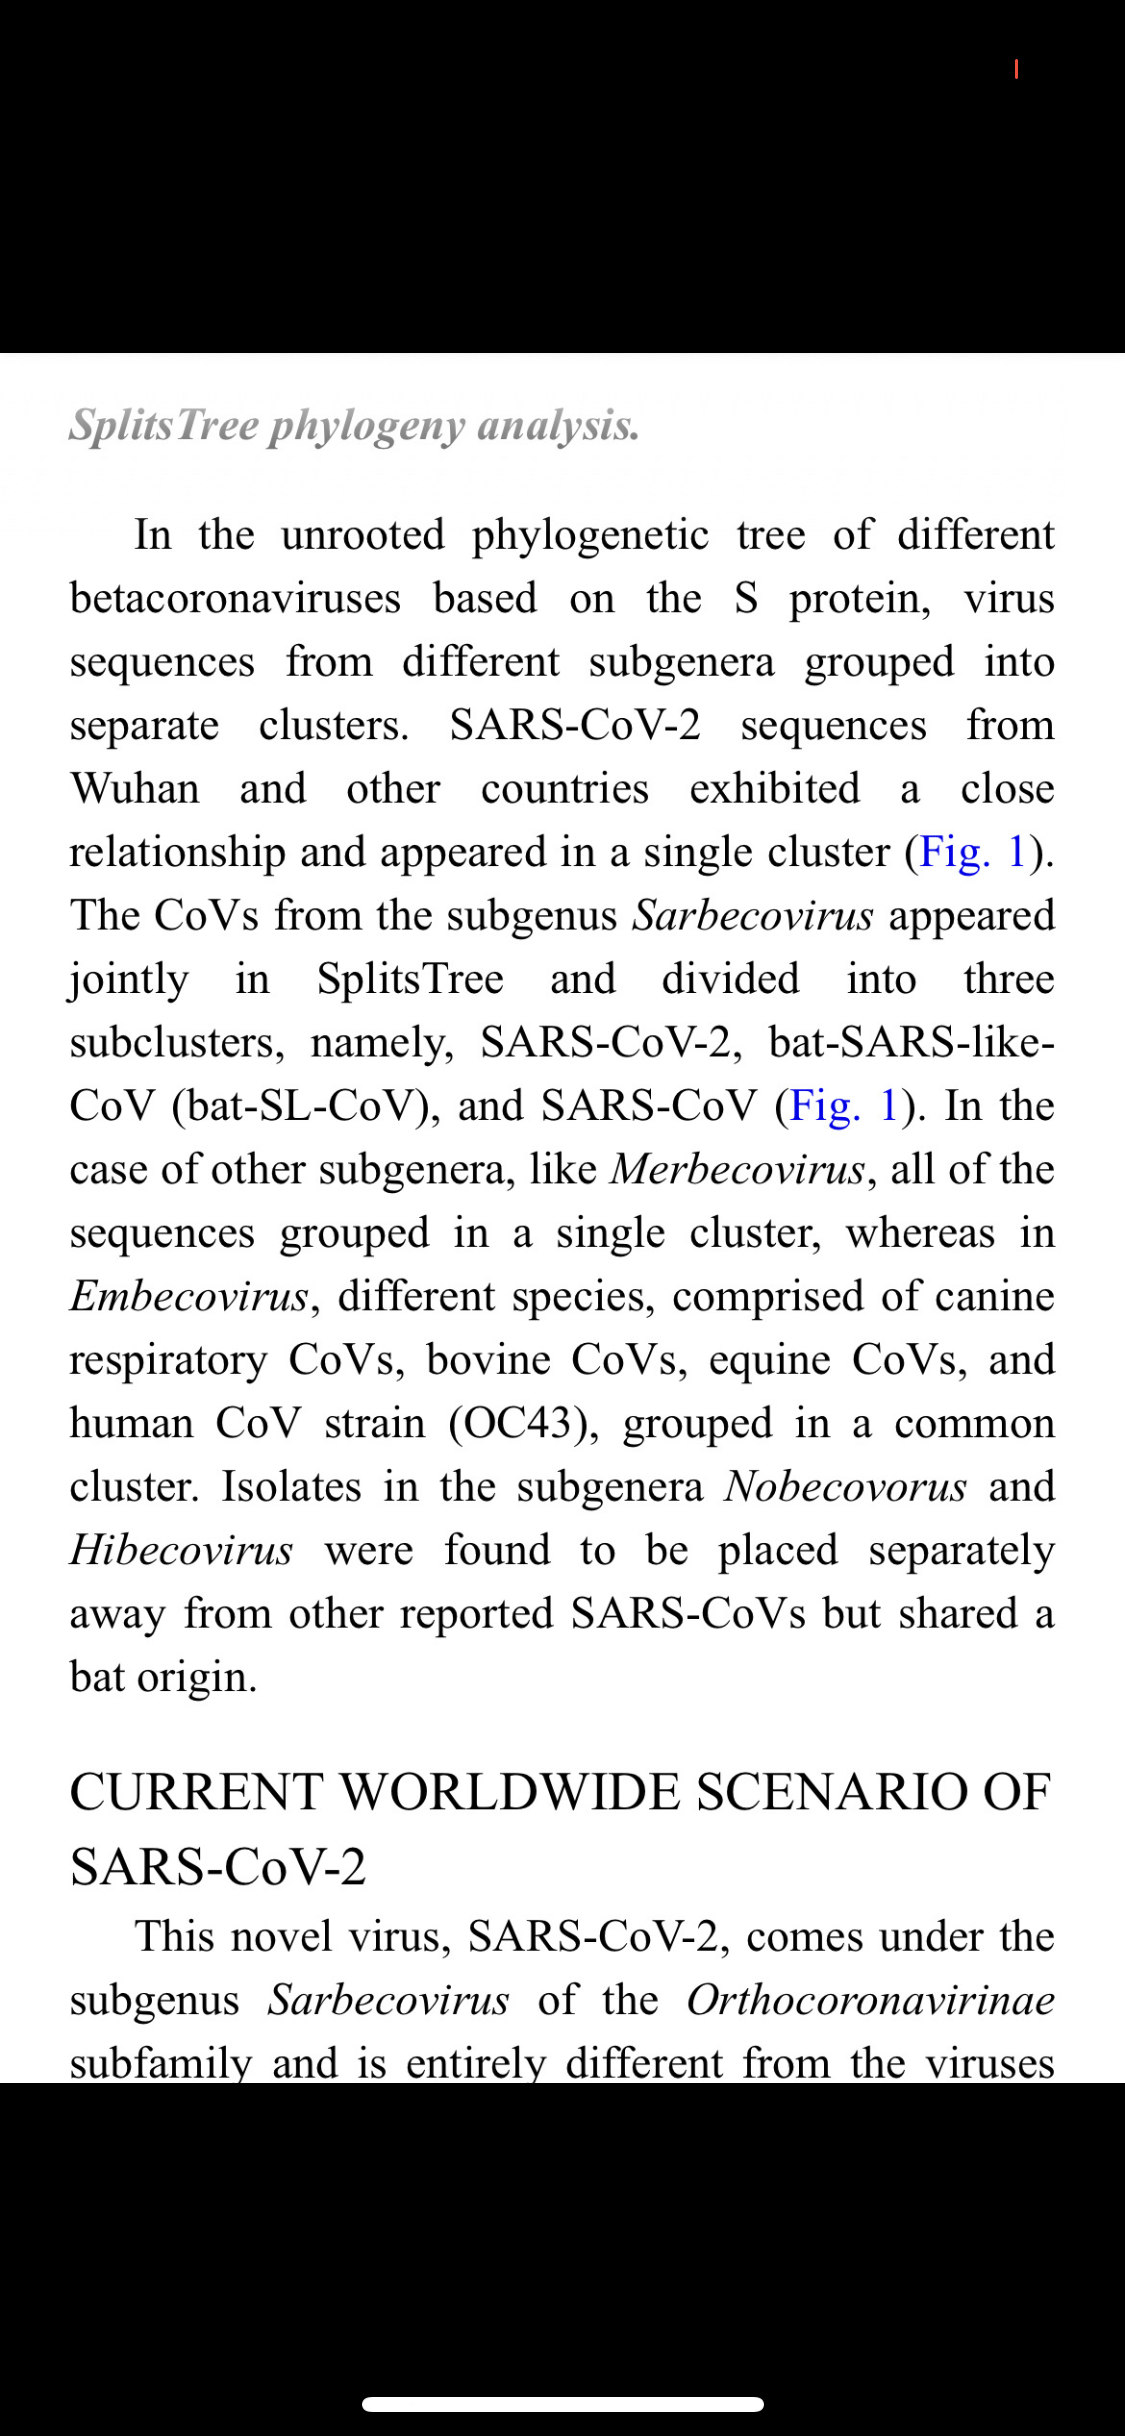 SplitsTree phylogeny analysis.
In the unrooted phylogenetic tree of different
betacoronaviruses based on the S protein, virus
sequences from different subgenera grouped into
separate clusters. SARS-CoV-2 sequences from
Wuhan and other countries exhibited a close
relationship and appeared in a single cluster (Fig. 1).
The CoVs from the subgenus Sarbecovirus appeared
jointly in SplitsTree and divided into three
subclusters, namely, SARS-CoV-2, bat-SARS-like-
CoV (bat-SL-CoV), and SARS-CoV (Fig. 1). In the
case of other subgenera, like Merbecovirus, all of the
sequences grouped in a single cluster, whereas in
Embecovirus, different species, comprised of canine
respiratory CoVs, bovine CoVs, equine CoVs, and
human CoV strain (OC43), grouped in a common
cluster. Isolates in the subgenera Nobecovorus and
Hibecovirus were found to be placed separately
away from other reported SARS-CoVs but shared a
bat origin.
CURRENT WORLDWIDE SCENARIO OF
SARS-CoV-2
This novel virus, SARS-CoV-2, comes under the
subgenus Sarbecovirus of the Orthocoronavirinae
subfamily and is entirely different from the viruses